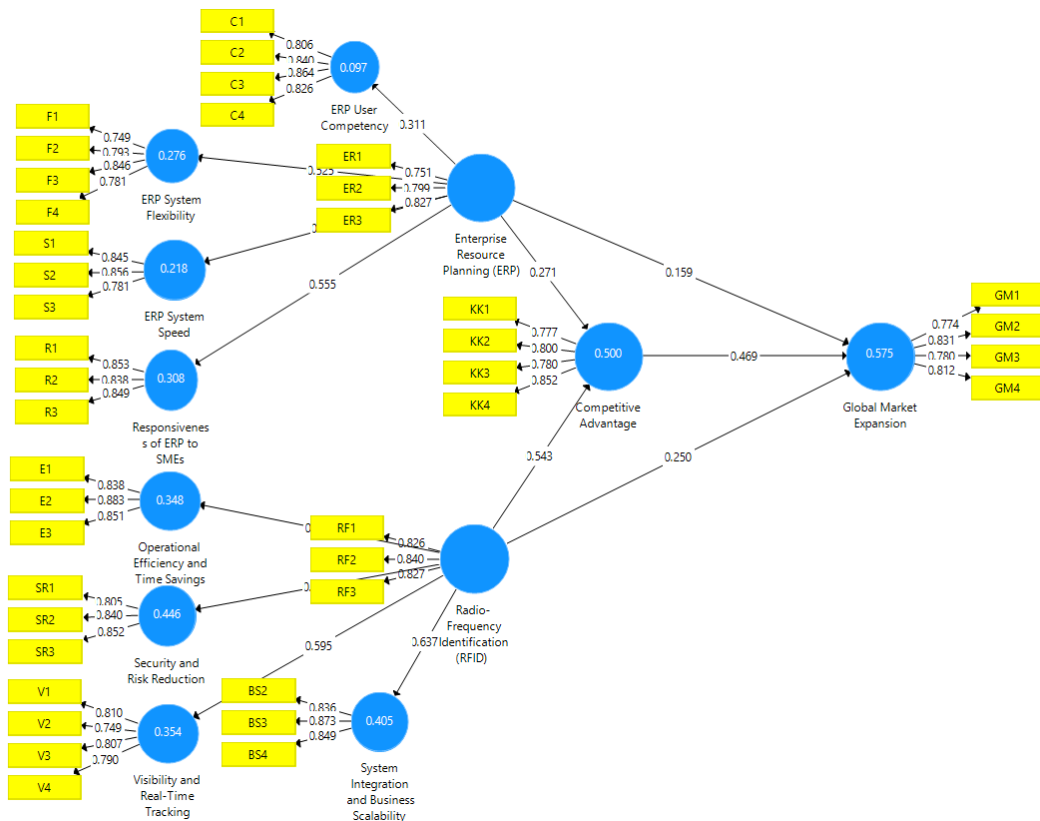 C1
C2
C3
C4
0.806
0.840
0.864
0.826
0.097
ERP User
Competency
0.311
F1
F2
F3
F4
0.749
0.793
0.846
0.781
0.276
ERP System
Flexibility
0.525
ER1
ER2
ER3
0.751
0.799
0.827
Enterprise
Resource
Planning (ERP)
S1
S2
S3
0.845
0.856
0.781
0.218
ERP System
Speed
0.555
0.271
0.159
R1
R2
R3
0.853
0.838
0.849
0.308
Responsivenes
s of ERP to
SMEs
KK1
KK2
KK3
KK4
0.777
0.800
0.780
0.852
0.500
Competitive
Advantage
0.469
0.575
Global Market
Expansion
GM1
GM2
GM3
GM4
0.774
0.831
0.780
0.812
0.543
0.250
E1
E2
E3
0.838
0.883
0.851
0.348
Operational
Efficiency and
Time Savings
RF1
RF2
RF3
0.826
0.840
0.827
Radio-
Frequency
Identification
(RFID)
SR1
SR2
SR3
0.805
0.840
0.852
0.446
Security and
Risk Reduction
0.595
0.637
V1
V2
V3
V4
0.810
0.749
0.807
0.790
0.354
Visibility and
Real-Time
Tracking
BS2
BS3
BS4
0.836
0.873
0.849
0.405
System
Integration
and Business
Scalability